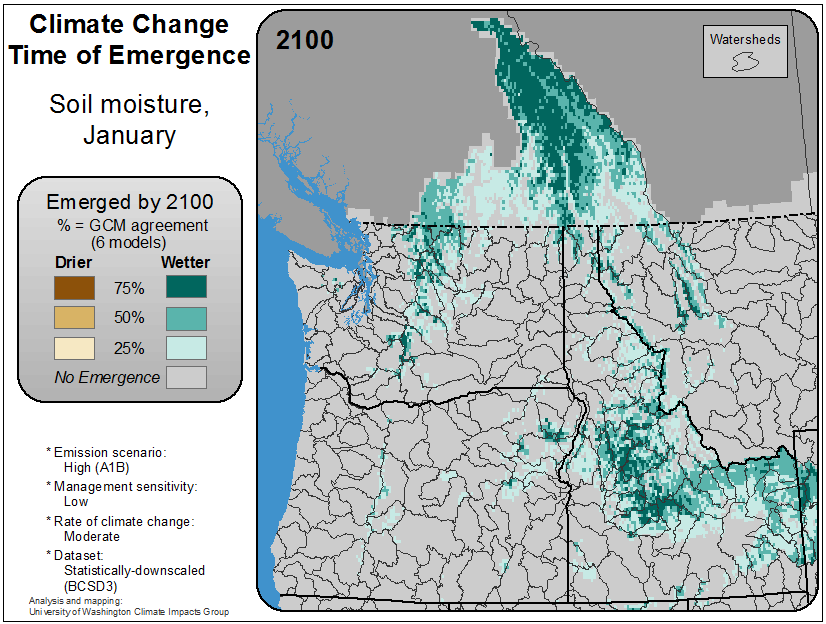 Climate Change
Time of Emergence
Soil moisture,
January
Emerged by 2100
% = GCM agreement
(6 models)
Drier Wetter
75%
50%
25%
No Emergence
* Emission scenario:
High (A1B)
* Management sensitivity:
Low
* Rate of climate change:
Moderate
* Dataset:
Statistically-downscaled
(BCSD3)
Analysis and mapping:
University of Washington Climate Impacts Group
2100
Watersheds